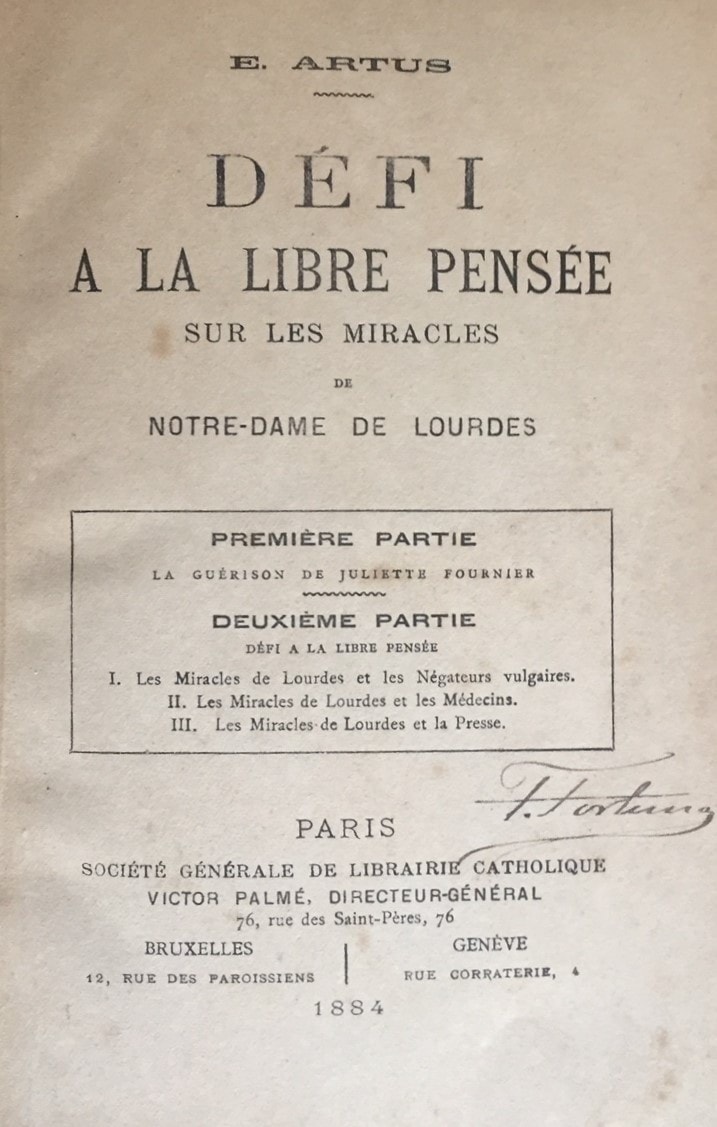 E. ARTUS
DÉFI
A LA LIBRE PENSÉE
SUR LES MIRACLES
DE
NOTRE-DAME DE LOURDES
PREMIÈRE PARTIE
LA GUÉRISON DE JULIETTE FOURNIER
DEUXIÈME PARTIE
DÉFI A LA LIBRE PENSÉE
I. Les Miracles de Lourdes et les Négateurs vulgaires.
II. Les Miracles de Lourdes et les Médecins.
III. Les Miracles de Lourdes et la Presse.
PARIS
SOCIÉTÉ GÉNÉRALE DE LIBRAIRIE CATHOLIQUE
VICTOR PALMÉ, DIRECTEUR-GÉNÉRAL
76, rue des Saint-Pères, 76
BRUXELLES
12, RUE DES PAROISSIENS
GENÈVE
RUE CORRATERIE, 4
1884